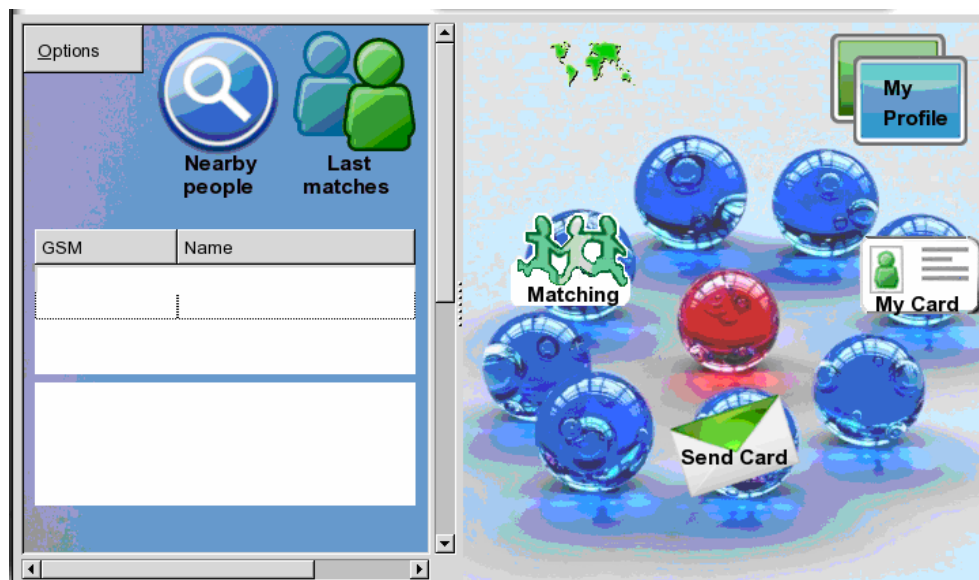 Options
Nearby
people
Last
matches
GSM
Name
My
Profile
Matching
My Card
Send Card